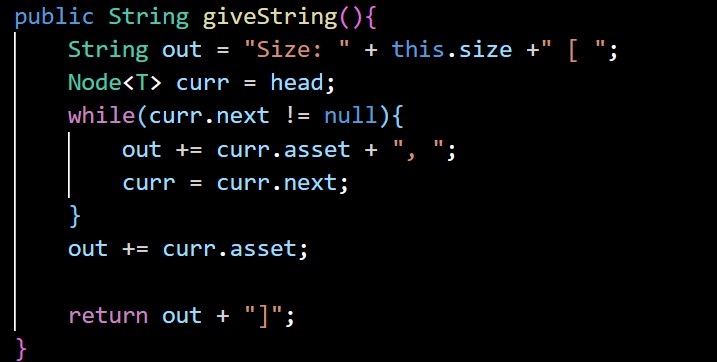 public String giveString(){
    String out = "Size: " + this.size +" [ ";
    Node<T> curr = head;
    while(curr.next != null){
        out += curr.asset + ", ";
        curr = curr.next;
    }
    out += curr.asset;

    return out + "]";
}